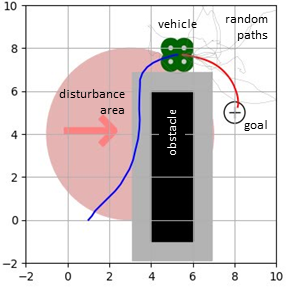 vehicle
random
paths
disturbance
area
obstacle
goal
10
8
6
4
2
0
−2
−2
0
2
4
6
8
10